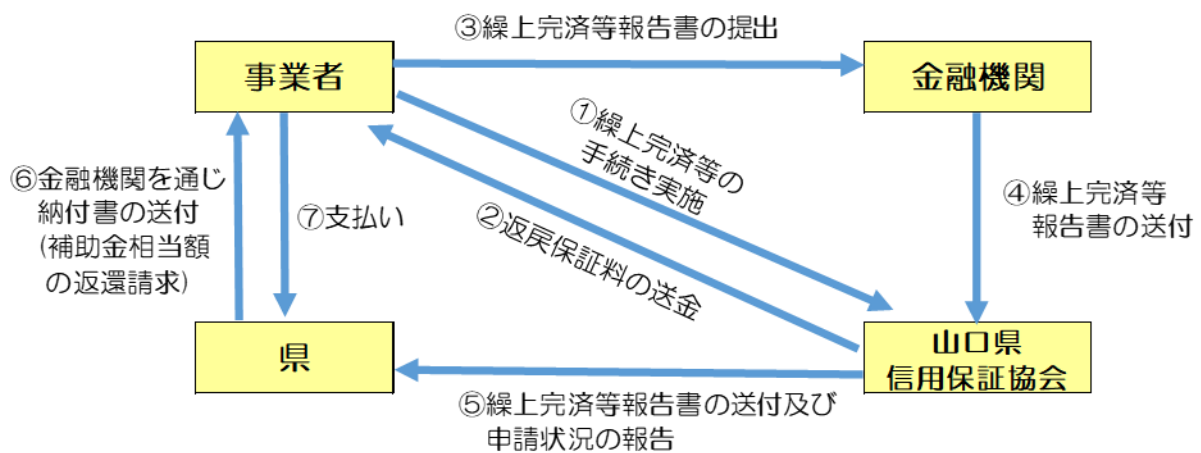 ③繰上完済等報告書の提出
事業者
金融機関
①繰上完済等の
手続き実施
⑥金融機関を通じ
納付書の送付
(補助金相当額
の返還請求)
⑦支払い
②返戻保証料の送金
④繰上完済等
報告書の送付
県
山口県
信用保証協会
⑤繰上完済等報告書の送付及び
申請状況の報告